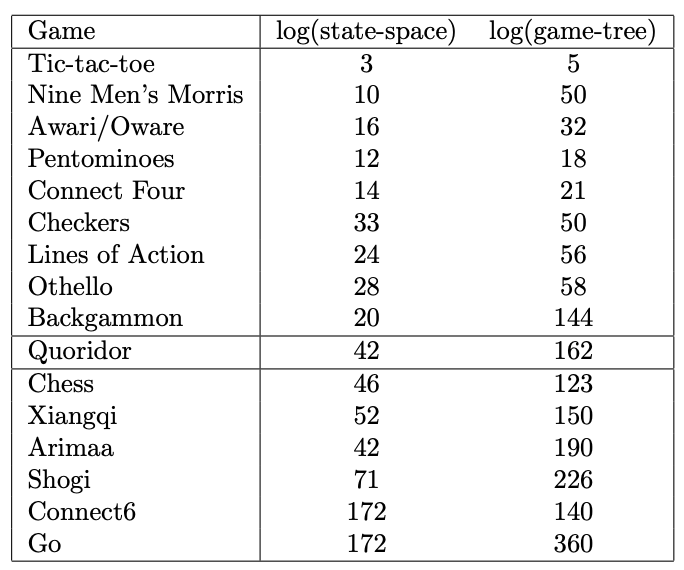 Game log(state-space) log(game-tree)
Tic-tac-toe 3 5
Nine Men's Morris 10 50
Awari/Oware 16 32
Pentominoes 12 18
Connect Four 14 21
Checkers 33 50
Lines of Action 24 56
Othello 28 58
Backgammon 20 144
Quoridor 42 162
Chess 46 123
Xiangqi 52 150
Arimaa 42 190
Shogi 71 226
Connect6 172 140
Go 172 360